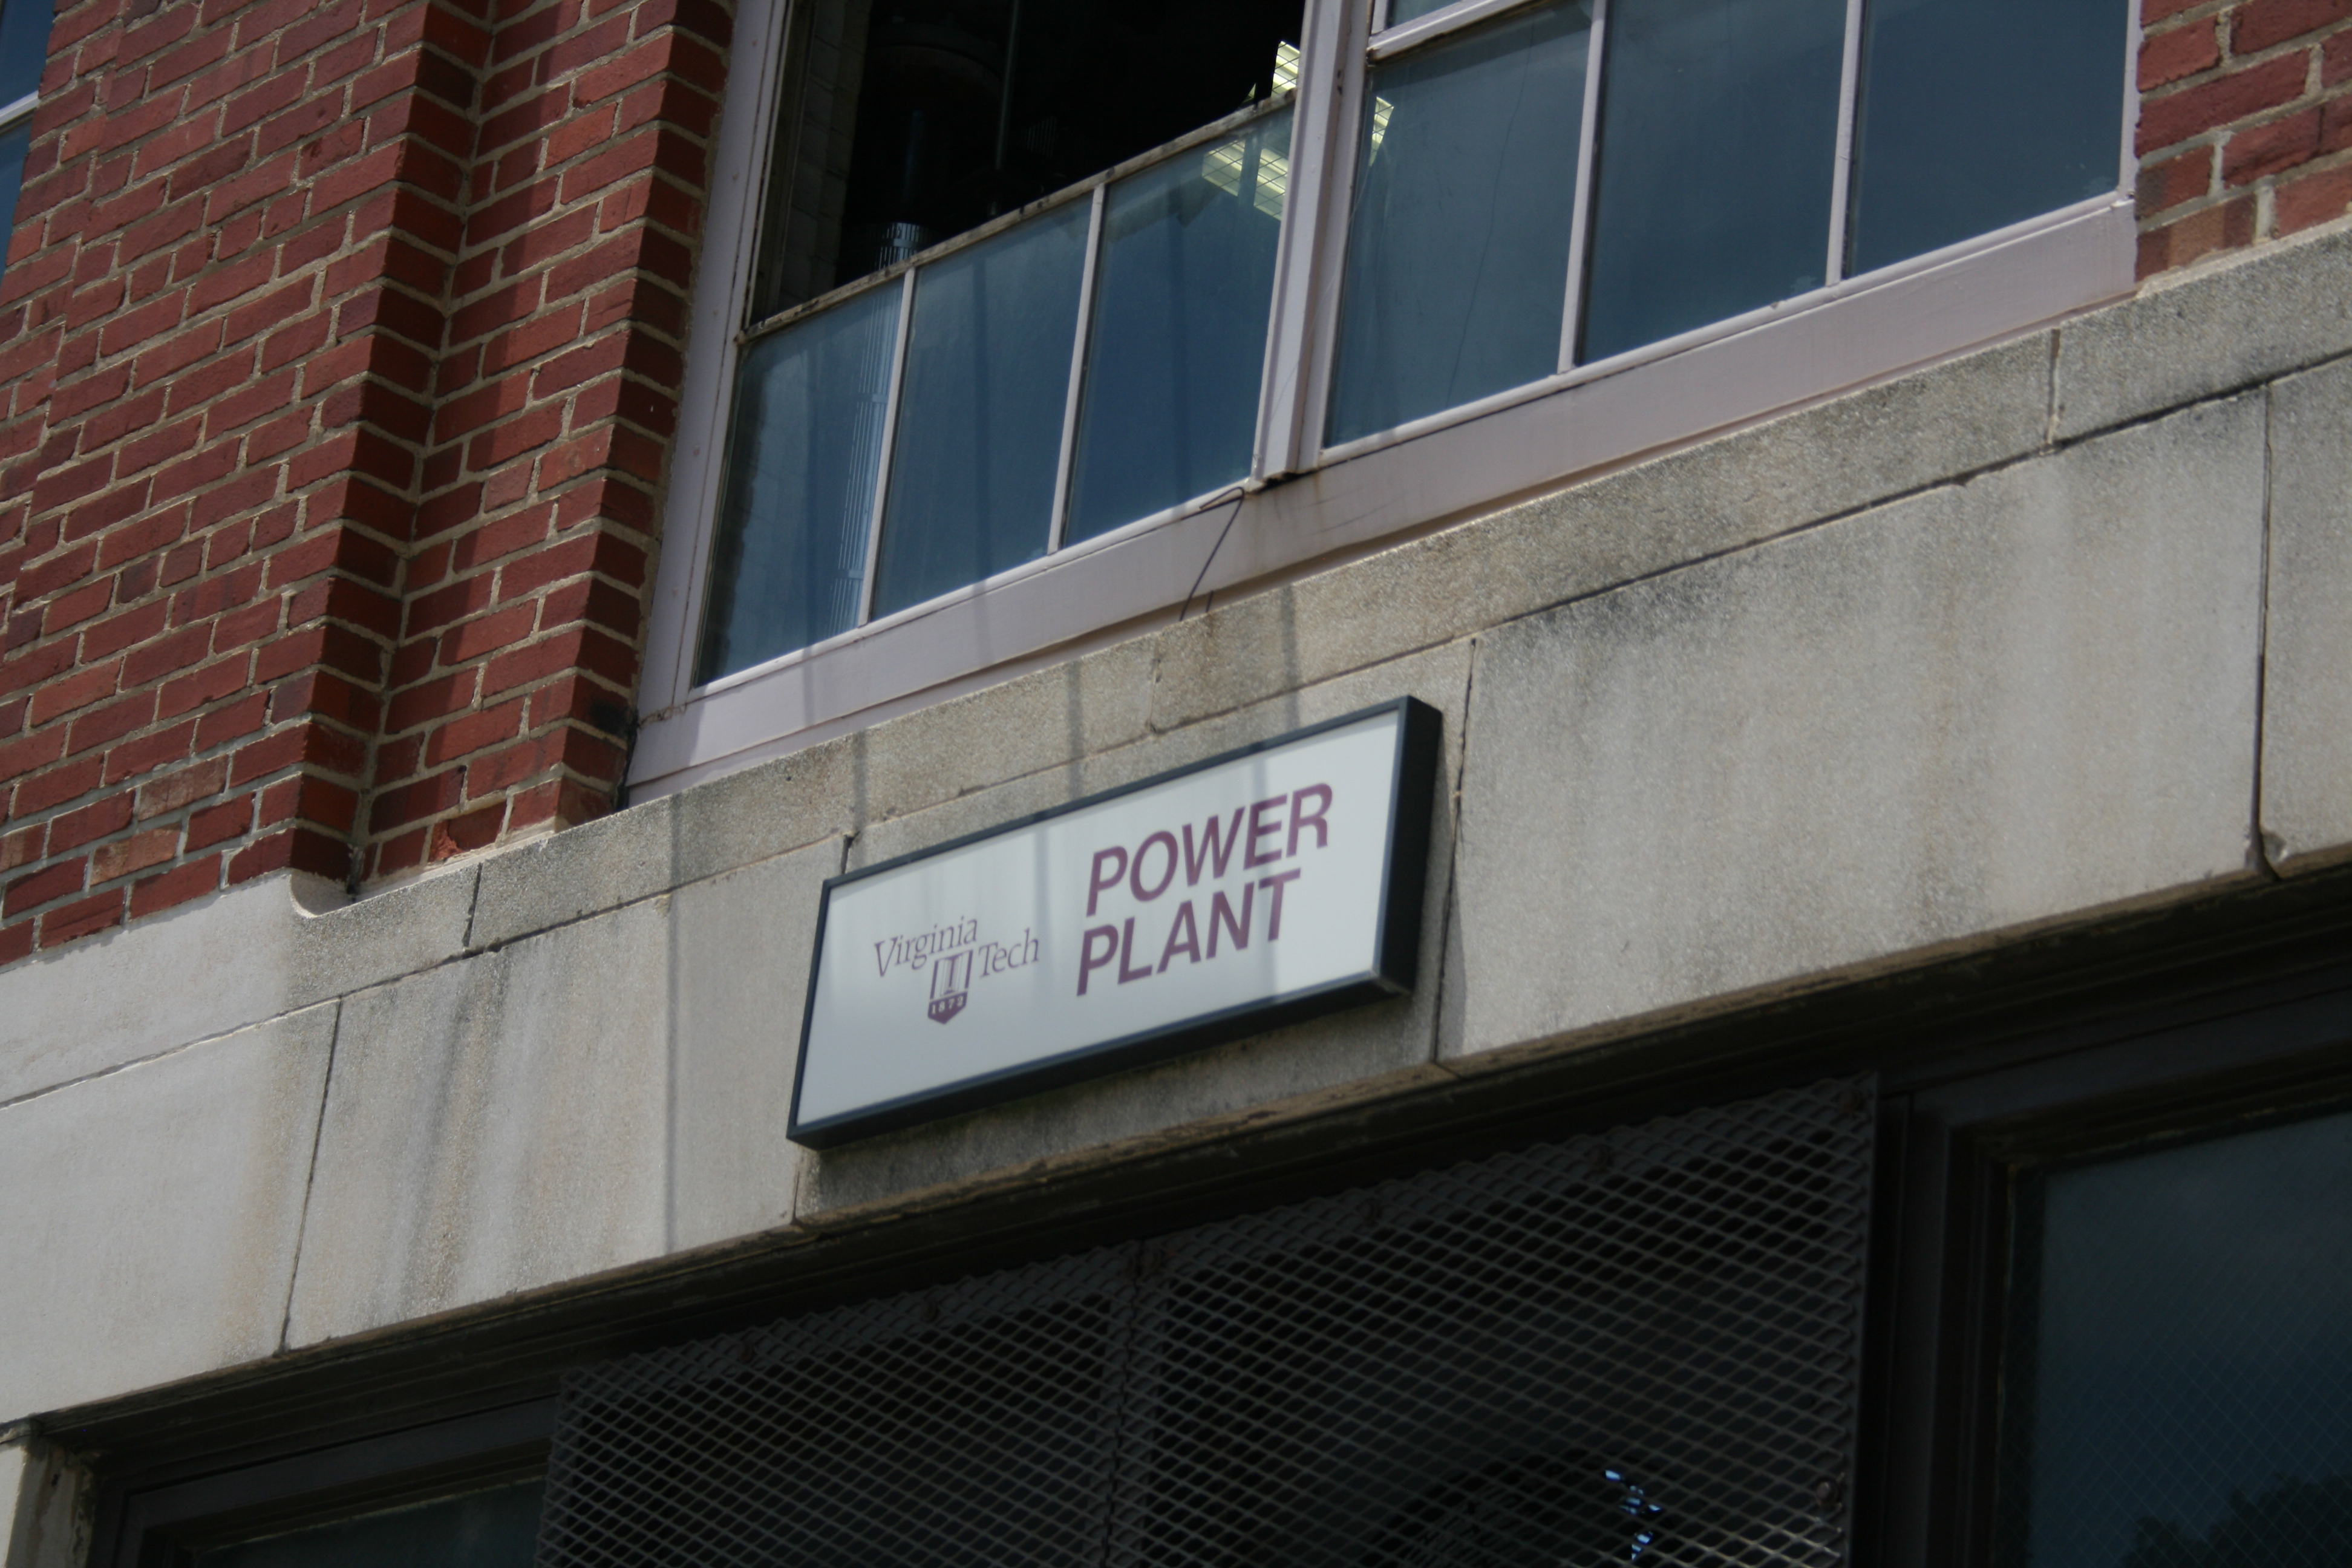 Virginia
Tech
1872
POWER
PLANT